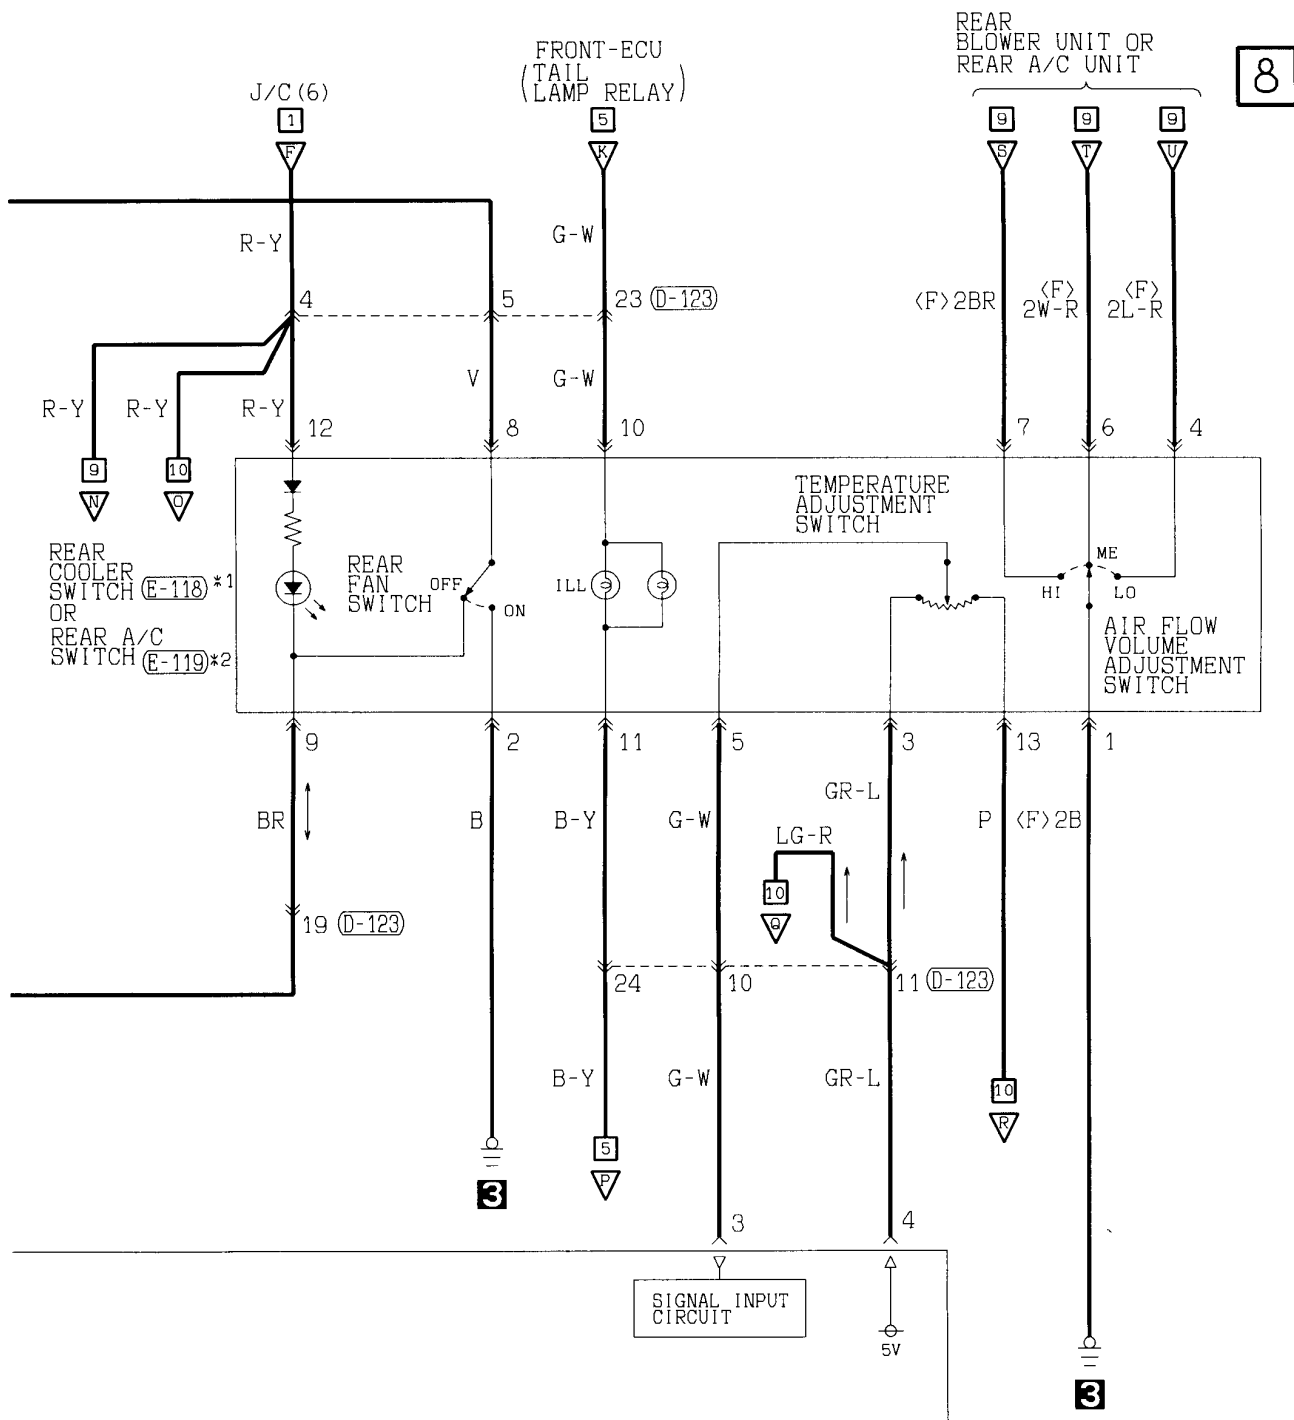 REAR
BLOWER UNIT OR
REAR A/C UNIT
8
FRONT-ECU
(TAIL
LAMP RELAY)
J/C(6)
1
5
9
9
9
F
K
S
T
U
R-Y
G-W
4
5
23 (D-123)
〈F〉2BR
〈F〉
2W-R
〈F〉
2L-R
R-Y
R-Y
R-Y
V
G-W
12
8
10
7
6
4
9
10
N
O
TEMPERATURE
ADJUSTMENT
SWITCH
REAR
COOLER
SWITCH (E-118) *1
OR
REAR A/C
SWITCH (E-119) *2
REAR
FAN
SWITCH
OFF
ON
ILL
ME
HI
LO
AIR FLOW
VOLUME
ADJUSTMENT
SWITCH
9
2
11
5
3
13
1
BR
B
B-Y
G-W
GR-L
P
〈F〉2B
LG-R
10
Q
19 (D-123)
24
10
11 (D-123)
B-Y
G-W
GR-L
10
R
5
P
3
3
4
SIGNAL INPUT
CIRCUIT
5V
3